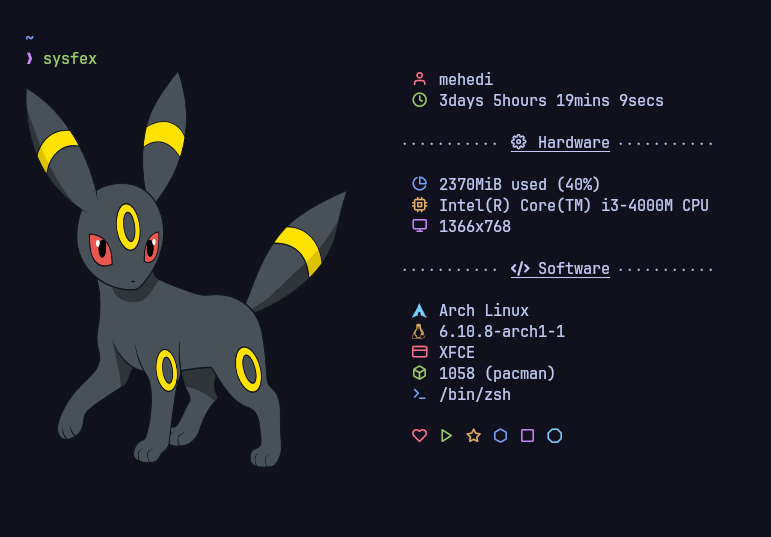 ~
❱ sysfex
mehedi
3days 5hours 19mins 9secs
........... Hardware ...........
2370MiB used (40%)
Intel(R) Core(TM) i3-4000M CPU
1366x768
........... Software ...........
Arch Linux
6.10.8-arch1-1
XFCE
1058 (pacman)
/bin/zsh